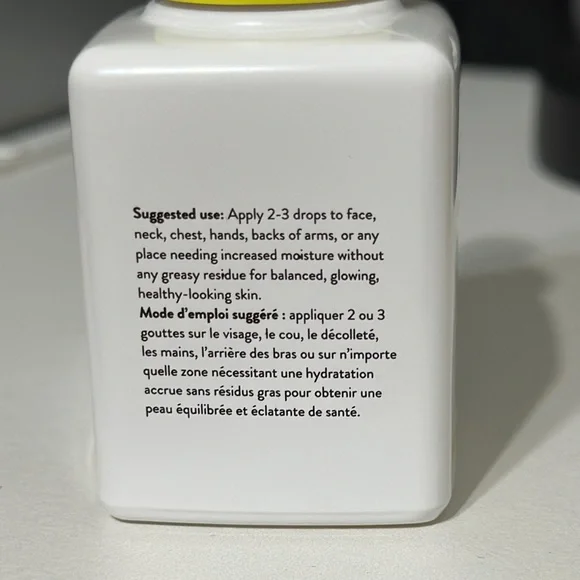 Suggested use: Apply 2-3 drops to face,
neck, chest, hands, backs of arms, or any
place needing increased moisture without
any greasy residue for balanced, glowing,
healthy-looking skin.
Mode d'emploi suggéré : appliquer 2 ou 3
gouttes sur le visage, le cou, le décolleté,
les mains, l'arrière des bras ou sur n'importe
quelle zone nécessitant une hydratation
accrue sans résidus gras pour obtenir une
peau équilibrée et éclatante de santé.